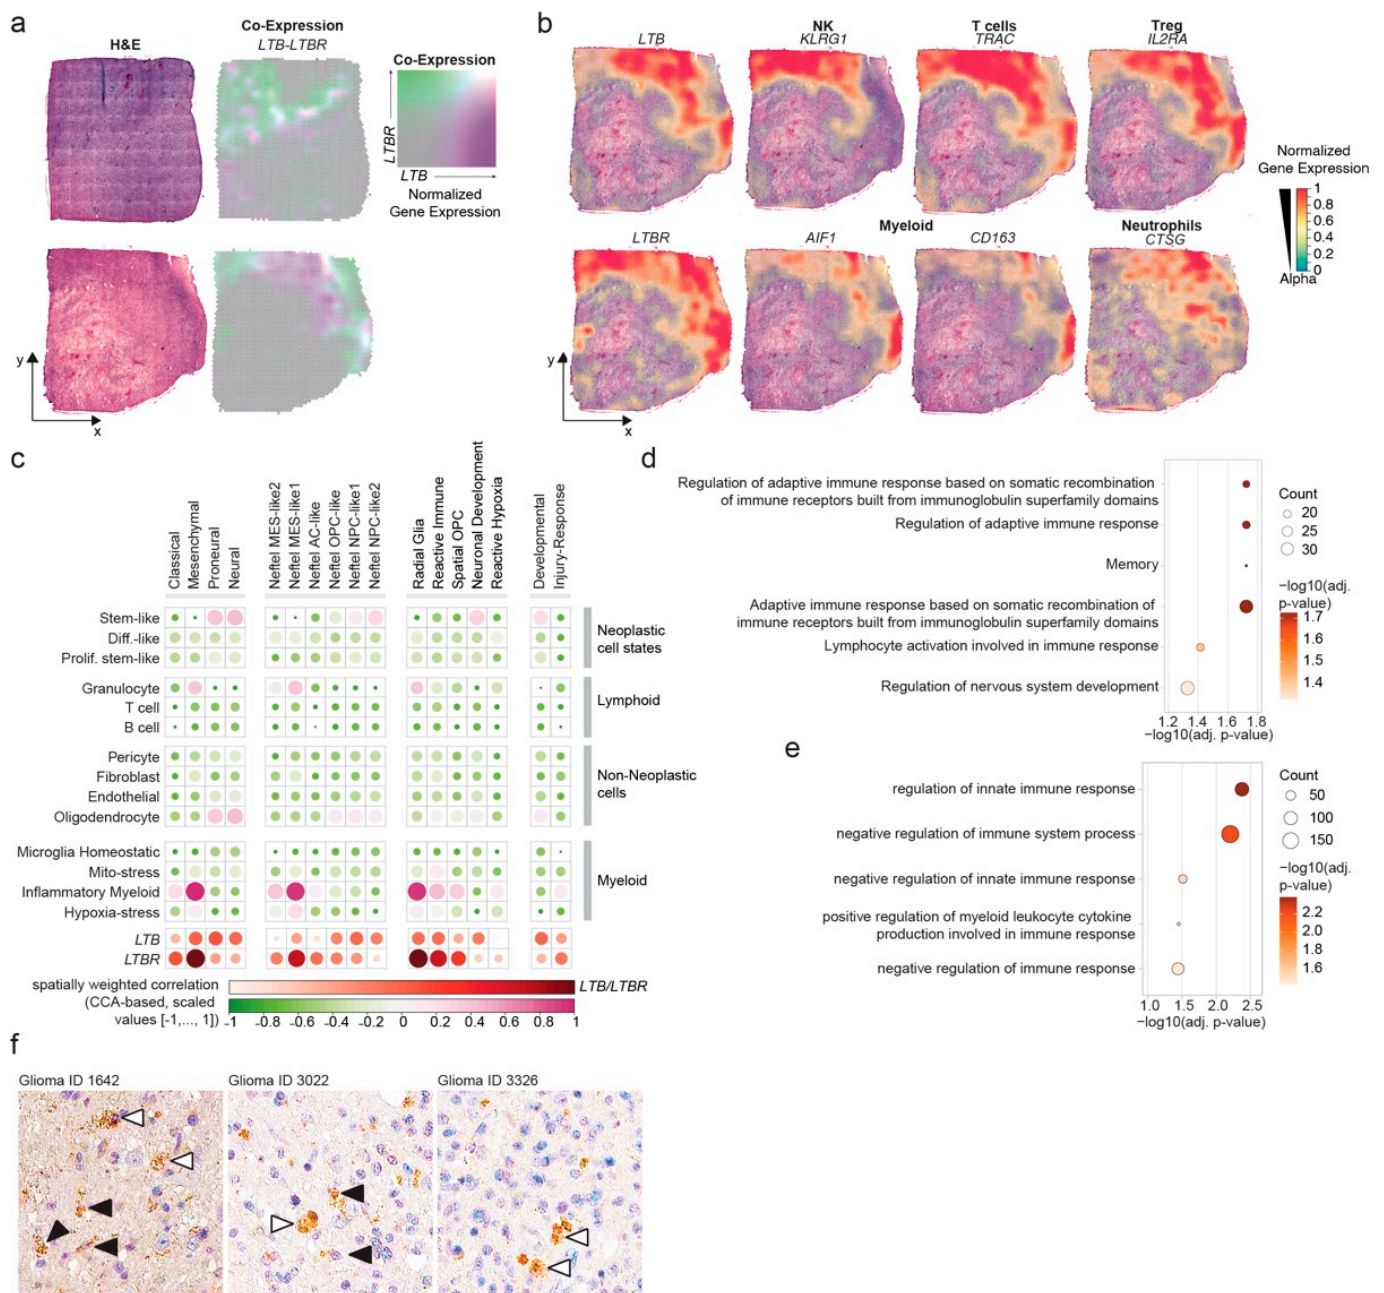 a
Co-Expression
H&E
LTB-LTBR
Co-Expression
LTBR
LTB
Normalized
Gene Expression
y
x
b
NK
T cells
Treg
LTB
KLRG1
TRAC
IL2RA
Myeloid
Neutrophils
LTBR
AIF1
CD163
CTSG
Normalized
Gene Expression
1
0.8
0.6
0.4
0.2
0
Alpha
y
x
c
Classical
Mesenchymal
Proneural
Neural
Neftel MES-like2
Neftel MES-like1
Neftel AC-like
Neftel OPC-like
Neftel NPC-like1
Neftel NPC-like2
Radial Glia
Reactive Immune
Spatial OPC
Neuronal Development
Reactive Hypoxia
Developmental
Injury-Response
Stem-like
Diff.-like
Prolif. stem-like
Neoplastic
cell states
Granulocyte
T cell
B cell
Lymphoid
Pericyte
Fibroblast
Endothelial
Oligodendrocyte
Non-Neoplastic
cells
Microglia Homeostatic
Mito-stress
Inflammatory Myeloid
Hypoxia-stress
Myeloid
LTB
LTBR
spatially weighted correlation
(CCA-based, scaled
values [-1,..., 1])
LTB/LTBR
-1 -0.8 -0.6 -0.4 -0.2 0 0.2 0.4 0.6 0.8 1
d
Regulation of adaptive immune response based on somatic recombination
of immune receptors built from immunoglobulin superfamily domains
Regulation of adaptive immune response
Memory
Adaptive immune response based on somatic recombination of
immune receptors built from immunoglobulin superfamily domains
Lymphocyte activation involved in immune response
Regulation of nervous system development
1.2 1.4 1.6 1.8
−log10(adj. p-value)
Count
20
25
30
−log10(adj.
p-value)
1.7
1.6
1.5
1.4
e
regulation of innate immune response
negative regulation of immune system process
negative regulation of innate immune response
positive regulation of myeloid leukocyte cytokine
production involved in immune response
negative regulation of immune response
1.0 1.5 2.0 2.5
−log10(adj. p-value)
Count
50
100
150
−log10(adj.
p-value)
2.2
2.0
1.8
1.6
f
Glioma ID 1642
Glioma ID 3022
Glioma ID 3326